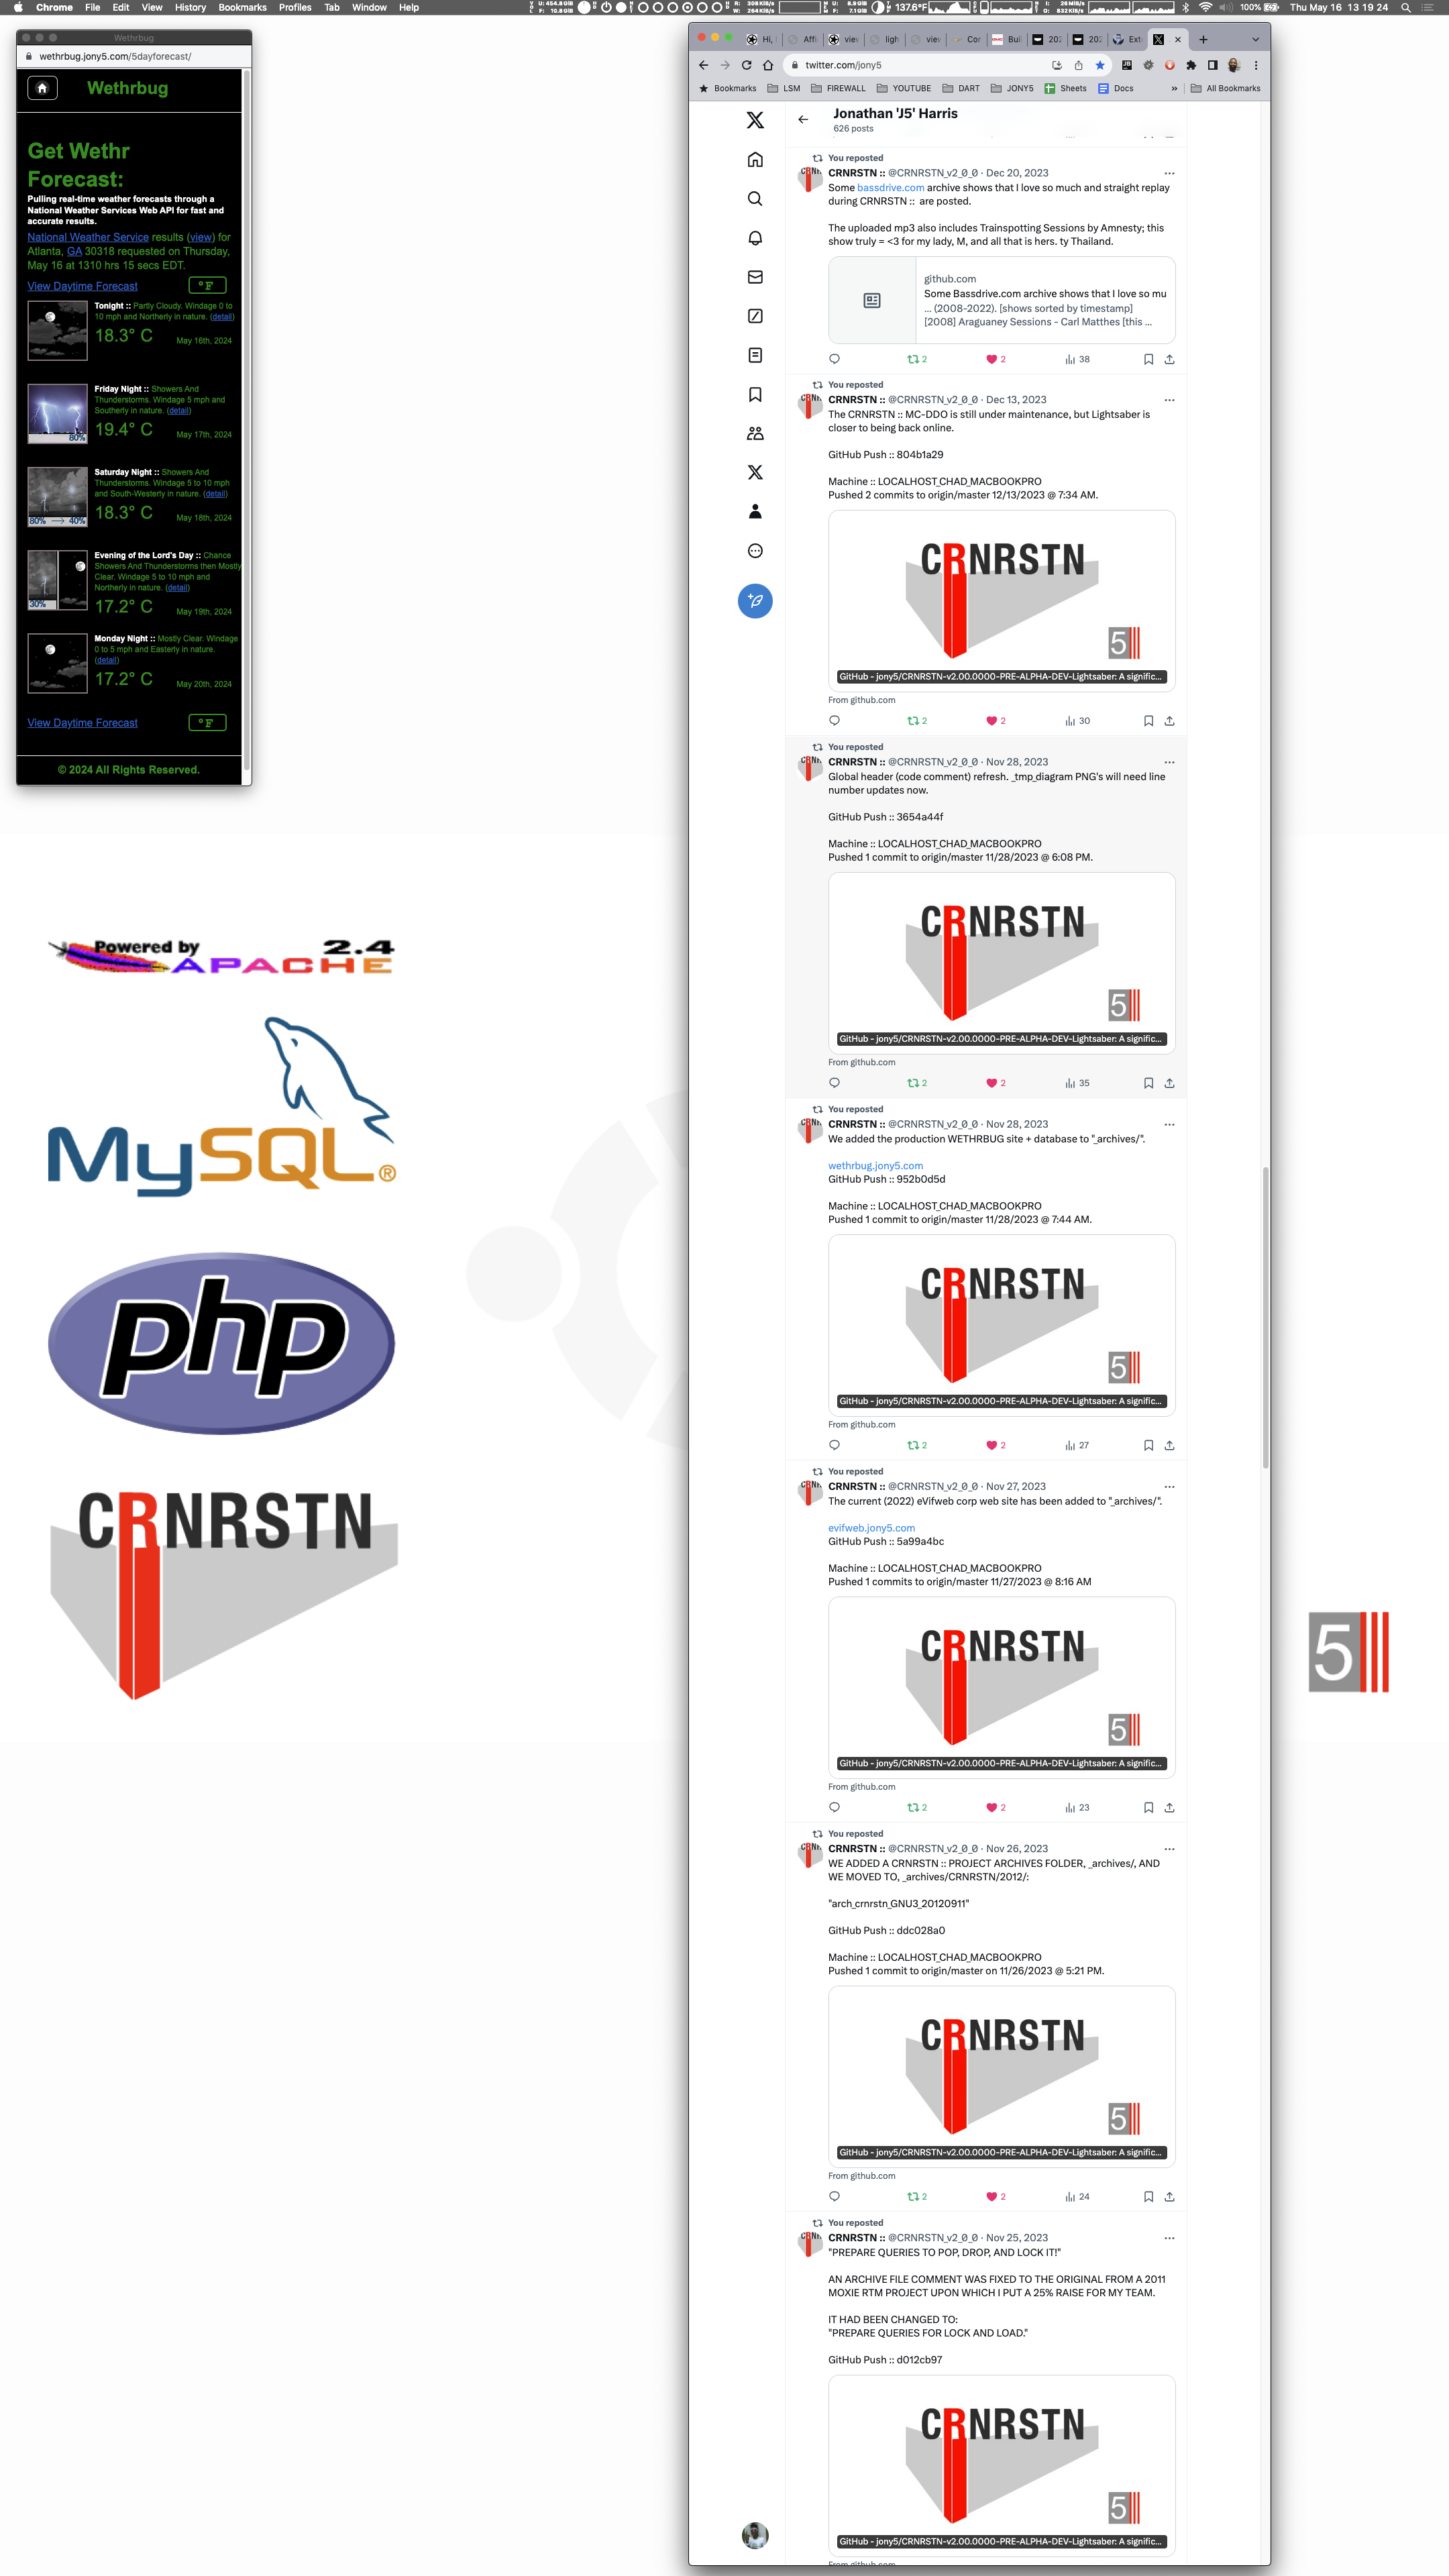 Chrome File Edit View History Bookmarks Profiles Tab Window Help
137.6°F
100%
Thu May 16 13 19 24
Wethrbug
wethrbug.jony5.com/5dayforecast/
Wethrbug
Get Wethr
Forecast:
Pulling real-time weather forecasts through a
National Weather Services Web API for fast and
accurate results.
National Weather Service results (view) for
Atlanta, GA 30318 requested on Thursday,
May 16 at 1310 hrs 15 secs EDT.
View Daytime Forecast
°F
Tonight :: Partly Cloudy. Windage 0 to
10 mph and Northerly in nature. (detail)
18.3° C
May 16th, 2024
Friday Night :: Showers And
Thunderstorms. Windage 5 mph and
Southerly in nature. (detail)
80%
19.4° C
May 17th, 2024
Saturday Night :: Showers And
Thunderstorms. Windage 5 to 10 mph
and South-Westerly in nature. (detail)
80% → 40%
18.3° C
May 18th, 2024
Evening of the Lord's Day :: Chance
Showers And Thunderstorms then Mostly
Clear. Windage 5 to 10 mph and
Northerly in nature. (detail)
30%
17.2° C
May 19th, 2024
Monday Night :: Mostly Clear. Windage
0 to 5 mph and Easterly in nature.
(detail)
17.2° C
May 20th, 2024
View Daytime Forecast
°F
© 2024 All Rights Reserved.
Powered by
APACHE 2.4
MySQL®
php
CRNRSTN
5
twitter.com/jony5
Bookmarks LSM FIREWALL YOUTUBE DART JONY5 Sheets Docs » All Bookmarks
Jonathan 'J5' Harris
626 posts
You reposted
CRNRSTN :: @CRNRSTN_v2_0_0 · Dec 20, 2023
Some bassdrive.com archive shows that I love so much and straight replay
during CRNRSTN :: are posted.
The uploaded mp3 also includes Trainspotting Sessions by Amnesty; this
show truly = <3 for my lady, M, and all that is hers. ty Thailand.
github.com
Some Bassdrive.com archive shows that I love so mu
... (2008-2022). [shows sorted by timestamp]
[2008] Araguaney Sessions - Carl Matthes [this ...
2 2 38
You reposted
CRNRSTN :: @CRNRSTN_v2_0_0 · Dec 13, 2023
The CRNRSTN :: MC-DDO is still under maintenance, but Lightsaber is
closer to being back online.
GitHub Push :: 804b1a29
Machine :: LOCALHOST_CHAD_MACBOOKPRO
Pushed 2 commits to origin/master 12/13/2023 @ 7:34 AM.
CRNRSTN
5
GitHub - jony5/CRNRSTN-v2.00.0000-PRE-ALPHA-DEV-Lightsaber: A signific...
From github.com
2 2 30
You reposted
CRNRSTN :: @CRNRSTN_v2_0_0 · Nov 28, 2023
Global header (code comment) refresh. _tmp_diagram PNG's will need line
number updates now.
GitHub Push :: 3654a44f
Machine :: LOCALHOST_CHAD_MACBOOKPRO
Pushed 1 commit to origin/master 11/28/2023 @ 6:08 PM.
CRNRSTN
5
GitHub - jony5/CRNRSTN-v2.00.0000-PRE-ALPHA-DEV-Lightsaber: A signific...
From github.com
2 2 35
You reposted
CRNRSTN :: @CRNRSTN_v2_0_0 · Nov 28, 2023
We added the production WETHRBUG site + database to "_archives/".
wethrbug.jony5.com
GitHub Push :: 952b0d5d
Machine :: LOCALHOST_CHAD_MACBOOKPRO
Pushed 1 commit to origin/master 11/28/2023 @ 7:44 AM.
CRNRSTN
5
GitHub - jony5/CRNRSTN-v2.00.0000-PRE-ALPHA-DEV-Lightsaber: A signific...
From github.com
2 2 27
You reposted
CRNRSTN :: @CRNRSTN_v2_0_0 · Nov 27, 2023
The current (2022) eVifweb corp web site has been added to "_archives/".
evifweb.jony5.com
GitHub Push :: 5a99a4bc
Machine :: LOCALHOST_CHAD_MACBOOKPRO
Pushed 1 commits to origin/master 11/27/2023 @ 8:16 AM
CRNRSTN
5
GitHub - jony5/CRNRSTN-v2.00.0000-PRE-ALPHA-DEV-Lightsaber: A signific...
From github.com
2 2 23
You reposted
CRNRSTN :: @CRNRSTN_v2_0_0 · Nov 26, 2023
WE ADDED A CRNRSTN :: PROJECT ARCHIVES FOLDER, _archives/, AND
WE MOVED TO, _archives/CRNRSTN/2012/:
"arch_crnrstn_GNU3_20120911"
GitHub Push :: ddc028a0
Machine :: LOCALHOST_CHAD_MACBOOKPRO
Pushed 1 commit to origin/master on 11/26/2023 @ 5:21 PM.
CRNRSTN
5
GitHub - jony5/CRNRSTN-v2.00.0000-PRE-ALPHA-DEV-Lightsaber: A signific...
From github.com
2 2 24
You reposted
CRNRSTN :: @CRNRSTN_v2_0_0 · Nov 25, 2023
"PREPARE QUERIES TO POP, DROP, AND LOCK IT!"
AN ARCHIVE FILE COMMENT WAS FIXED TO THE ORIGINAL FROM A 2011
MOXIE RTM PROJECT UPON WHICH I PUT A 25% RAISE FOR MY TEAM.
IT HAD BEEN CHANGED TO:
"PREPARE QUERIES FOR LOCK AND LOAD."
GitHub Push :: d012cb97
CRNRSTN
5
GitHub - jony5/CRNRSTN-v2.00.0000-PRE-ALPHA-DEV-Lightsaber: A signific...
5